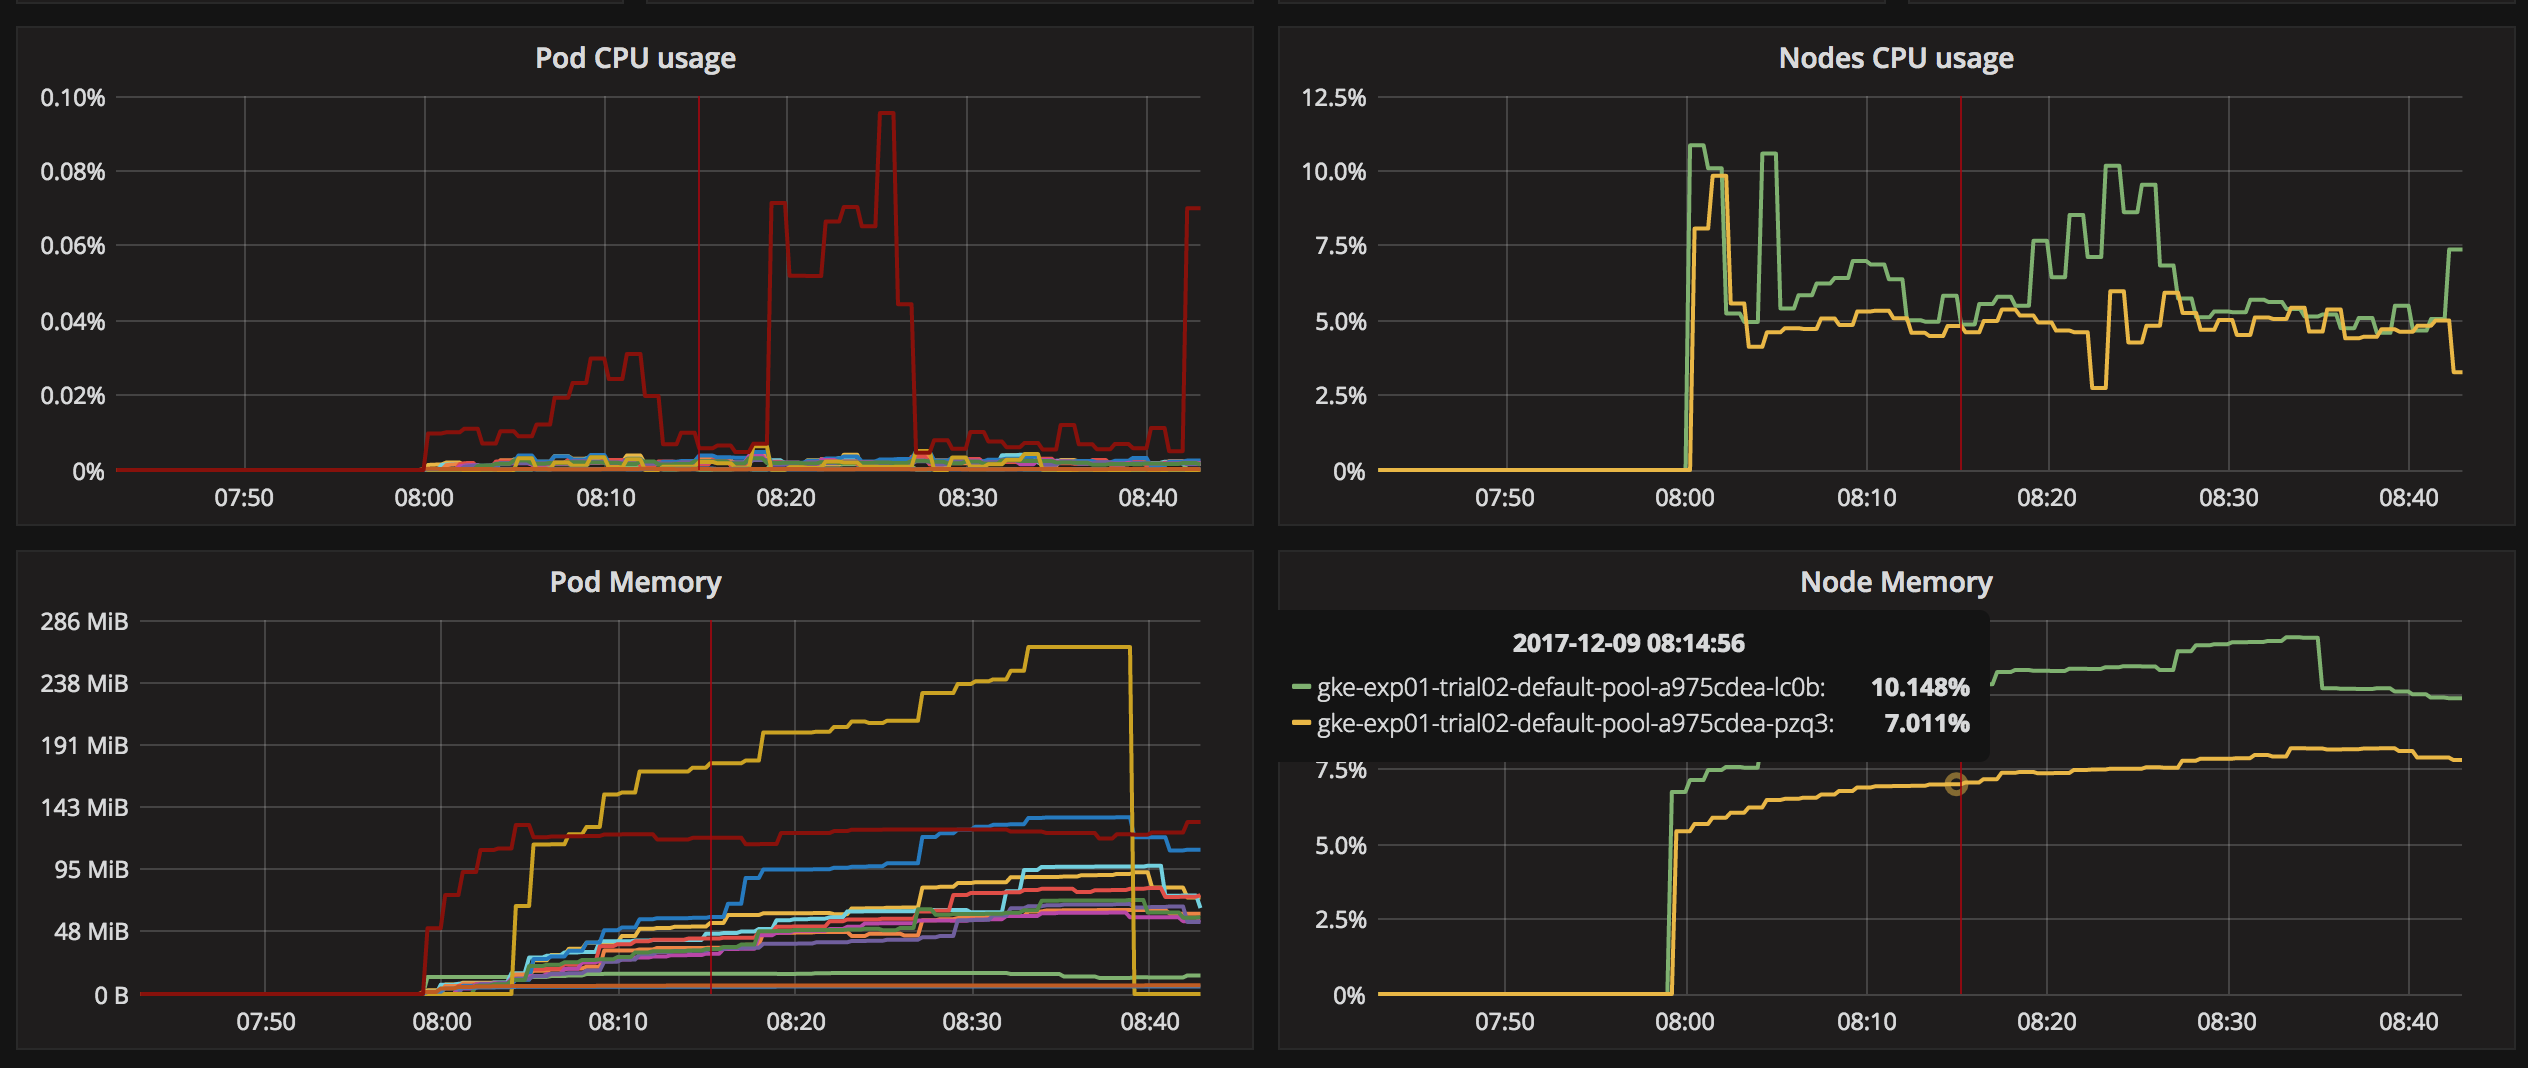 Pod CPU usage
0.10%
0.08%
0.06%
0.04%
0.02%
0%
07:50 08:00 08:10 08:20 08:30 08:40
Nodes CPU usage
12.5%
10.0%
7.5%
5.0%
2.5%
0%
07:50 08:00 08:10 08:20 08:30 08:40
Pod Memory
286 MiB
238 MiB
191 MiB
143 MiB
95 MiB
48 MiB
0 B
07:50 08:00 08:10 08:20 08:30 08:40
Node Memory
2017-12-09 08:14:56
gke-exp01-trial02-default-pool-a975cdea-lc0b: 10.148%
gke-exp01-trial02-default-pool-a975cdea-pzq3: 7.011%
7.5%
5.0%
2.5%
0%
07:50 08:00 08:10 08:20 08:30 08:40